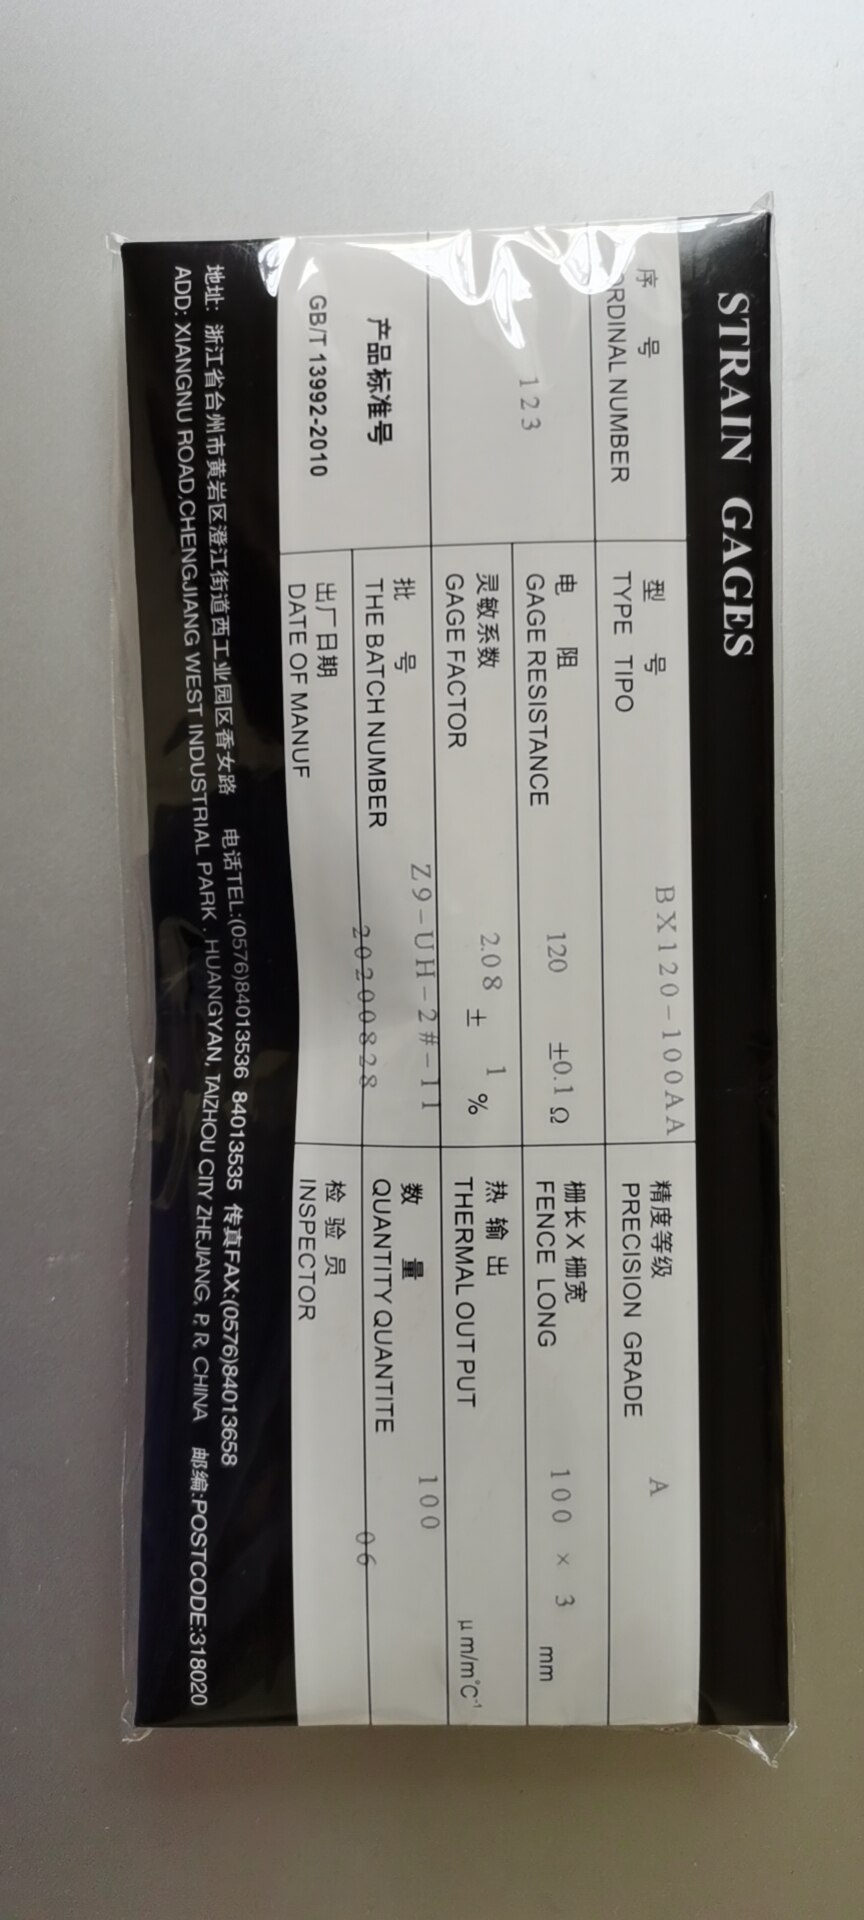 STRAIN GAGES
序 号
ORDINAL NUMBER
123
产品标准号
GB/T 13992-2010
型 号
TYPE TIPO
BX120-100AA
精度等级
PRECISION GRADE
A
电 阻
GAGE RESISTANCE
120 ±0.1Ω
栅长X栅宽
FENCE LONG
100 × 3 mm
灵敏系数
GAGE FACTOR
2.08 ± 1 %
热输出
THERMAL OUTPUT
μm/m℃⁻¹
批 号
THE BATCH NUMBER
Z9-UH-2#-11
数 量
QUANTITY QUANTITE
100
出厂日期
DATE OF MANUF
20200828
检验员
INSPECTOR
06
地址: 浙江省台州市黄岩区澄江街道西工业园区香女路 电话TEL:(0576)84013536 84013535 传真FAX:(0576)84013658
ADD: XIANGNU ROAD,CHENGJIANG WEST INDUSTRIAL PARK . HUANGYAN, TAIZHOU CITY ZHEJIANG, P, R. CHINA 邮编:POSTCODE:318020